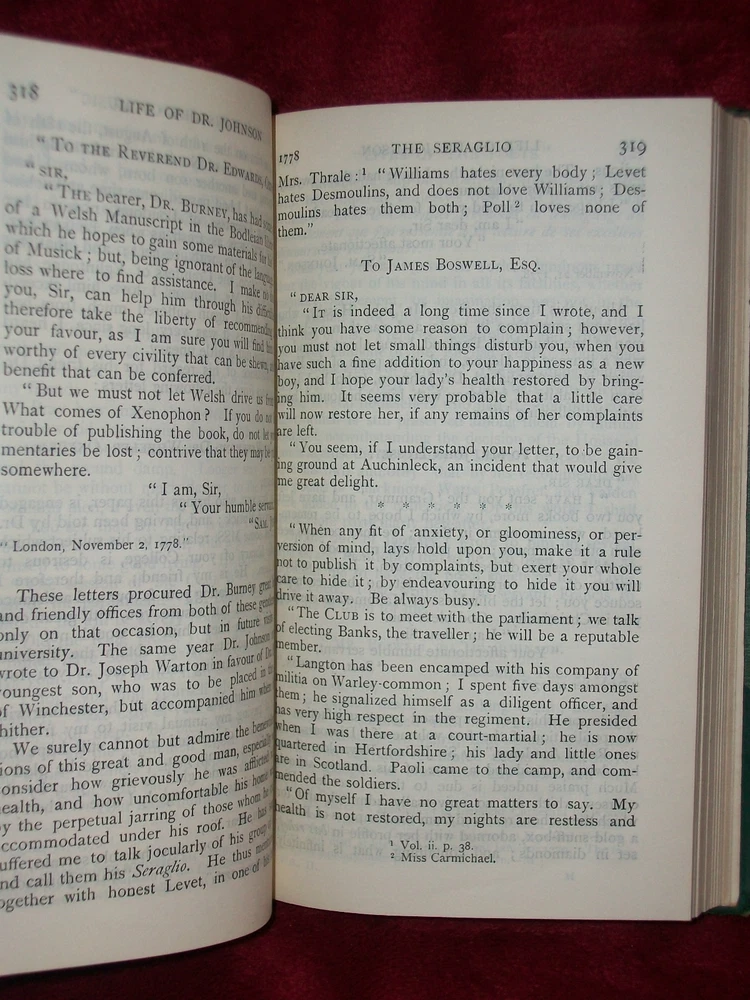 318
LIFE OF DR. JOHNSON
"TO THE REVEREND DR. EDWARDS,
"SIR,
"THE bearer, DR. BURNEY, has had
of a Welsh Manuscript in the Bodleian
which he hopes to gain some materials for
of Musick; but, being ignorant of the
loss where to find assistance. I make no
you, Sir, can help him through his
therefore take the liberty of recommending
your favour, as I am sure you will find
worthy of every civility that can be shewn,
benefit that can be conferred.
"But we must not let Welsh drive us
What comes of Xenophon? If you do
trouble of publishing the book, do not
mentaries be lost; contrive that they may be
somewhere.
"I am, Sir,
"Your humble
"SAM.
"London, November 2, 1778."
These letters procured Dr. Burney
and friendly offices from both of these
only on that occasion, but in future
university. The same year Dr. Johnson
wrote to Dr. Joseph Warton in favour of Dr.
youngest son, who was to be placed in
of Winchester, but accompanied him when
thither.
We surely cannot but admire the
ions of this great and good man,
consider how grievously he was
health, and how uncomfortable his
by the perpetual jarring of those whom he
accommodated under his roof. He has
uffered me to talk jocularly of his group
nd call them his Seraglio. He thus
ogether with honest Levet, in one of
1778
THE SERAGLIO
319
Mrs. Thrale:¹ "Williams hates every body; Levet
hates Desmoulins, and does not love Williams; Des-
moulins hates them both; Poll² loves none of
them."
TO JAMES BOSWELL, ESQ.
"DEAR SIR,
"IT is indeed a long time since I wrote, and I
think you have some reason to complain; however,
you must not let small things disturb you, when you
have such a fine addition to your happiness as a new
boy, and I hope your lady's health restored by bring-
ing him. It seems very probable that a little care
will now restore her, if any remains of her complaints
are left.
"You seem, if I understand your letter, to be gain-
ing ground at Auchinleck, an incident that would give
me great delight.
* * * * * *
"When any fit of anxiety, or gloominess, or per-
version of mind, lays hold upon you, make it a rule
not to publish it by complaints, but exert your whole
care to hide it; by endeavouring to hide it you will
drive it away. Be always busy.
"The CLUB is to meet with the parliament; we talk
of electing Banks, the traveller; he will be a reputable
member.
"Langton has been encamped with his company of
militia on Warley-common; I spent five days amongst
them; he signalized himself as a diligent officer, and
has very high respect in the regiment. He presided
when I was there at a court-martial; he is now
quartered in Hertfordshire; his lady and little ones
are in Scotland. Paoli came to the camp, and com-
mended the soldiers.
"Of myself I have no great matters to say. My
health is not restored, my nights are restless and
¹ Vol. ii. p. 38.
² Miss Carmichael.